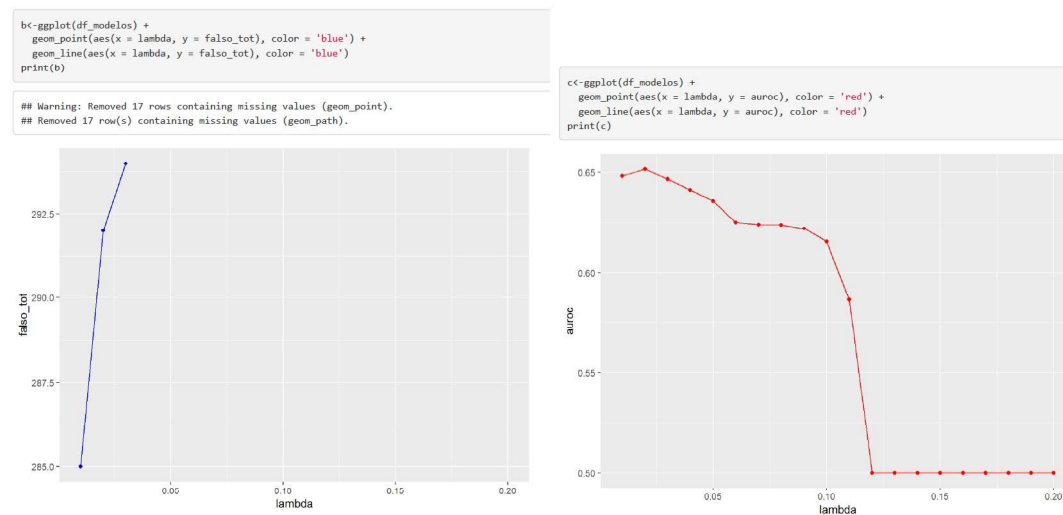 b<-ggplot(df_modelos) +
  geom_point(aes(x = lambda, y = falso_tot), color = 'blue') +
  geom_line(aes(x = lambda, y = falso_tot), color = 'blue')
print(b)
## Warning: Removed 17 rows containing missing values (geom_point).
## Removed 17 row(s) containing missing values (geom_path).
292.5
290.0
287.5
285.0
falso_tot
0.05 0.10 0.15 0.20
lambda
c<-ggplot(df_modelos) +
  geom_point(aes(x = lambda, y = auroc), color = 'red') +
  geom_line(aes(x = lambda, y = auroc), color = 'red')
print(c)
0.65
0.60
0.55
0.50
auroc
0.05 0.10 0.15 0.20
lambda